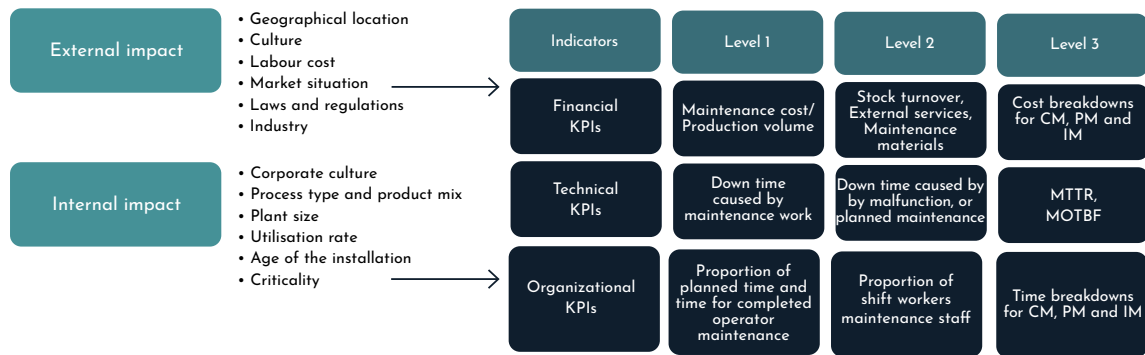 External impact
• Geographical location
• Culture
• Labour cost
• Market situation
• Laws and regulations
• Industry
Internal impact
• Corporate culture
• Process type and product mix
• Plant size
• Utilisation rate
• Age of the installation
• Criticality
Indicators
Level 1
Level 2
Level 3
Financial
KPIs
Maintenance cost/
Production volume
Stock turnover,
External services,
Maintenance
materials
Cost breakdowns
for CM, PM and
IM
Technical
KPIs
Down time
caused by
maintenance work
Down time caused by
by malfunction, or
planned maintenance
MTTR,
MOTBF
Organizational
KPIs
Proportion of
planned time and
time for completed
operator
maintenance
Proportion of
shift workers
maintenance staff
Time breakdowns
for CM, PM and IM